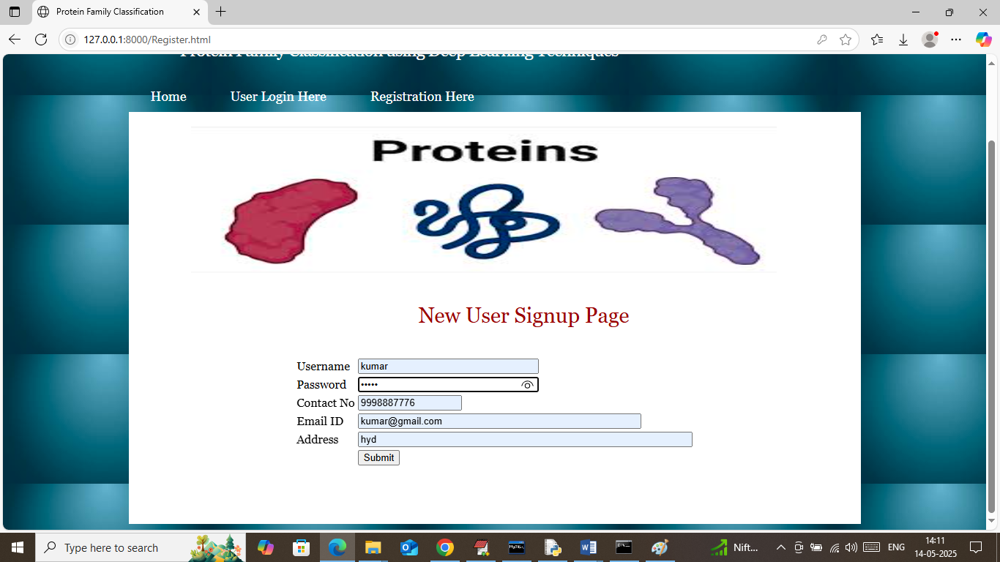 Protein Family Classification
127.0.0.1:8000/Register.html
Protein Family Classification using Deep Learning Techniques
Home User Login Here Registration Here
Proteins
New User Signup Page
Username kumar
Password •••••
Contact No 9998887776
Email ID kumar@gmail.com
Address hyd
Submit
Type here to search
Nift...
ENG
14:11
14-05-2025